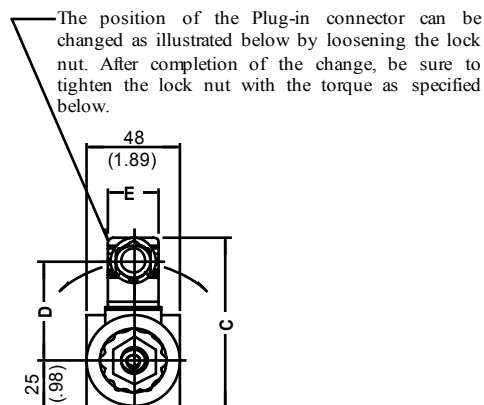 The position of the Plug-in connector can be
changed as illustrated below by loosening the lock
nut. After completion of the change, be sure to
tighten the lock nut with the torque as specified
below.
48
(1.89)
E
D
C
25
(.98)